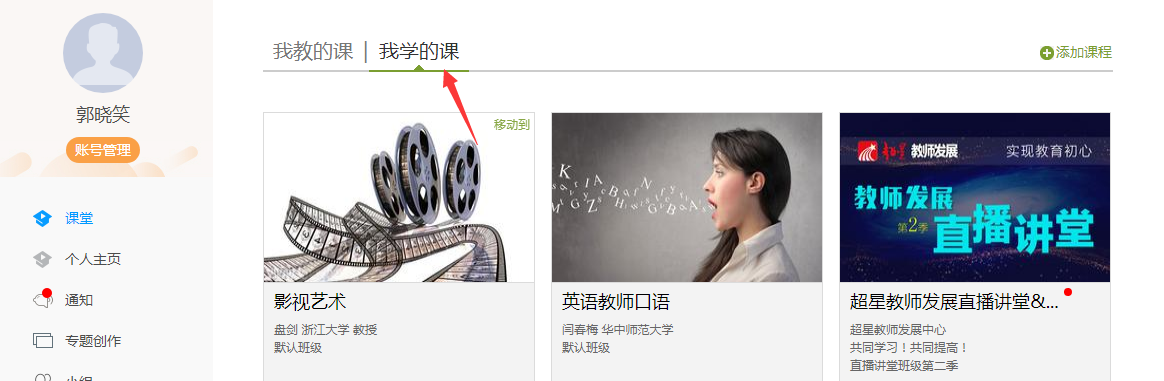 郭晓笑
账号管理
课堂
个人主页
通知
专题创作
小组
我教的课 | 我学的课
添加课程
移动到
影视艺术
盘剑 浙江大学 教授
默认班级
英语教师口语
闫春梅 华中师范大学
默认班级
超星 教师发展
实现教育初心
教师发展
第2季
直播讲堂
超星教师发展直播讲堂&...
超星教师发展中心
共同学习！共同提高！
直播讲堂班级第二季